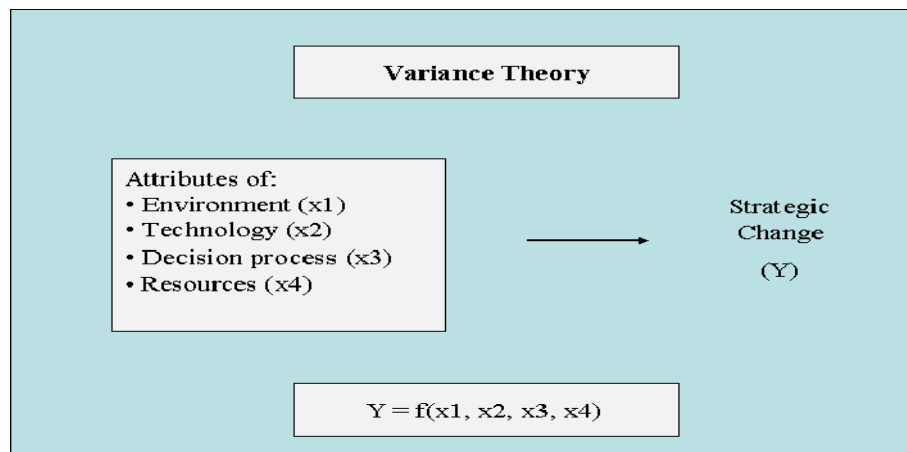 Variance Theory
Attributes of:
• Environment (x1)
• Technology (x2)
• Decision process (x3)
• Resources (x4)
Strategic
Change
(Y)
Y = f(x1, x2, x3, x4)